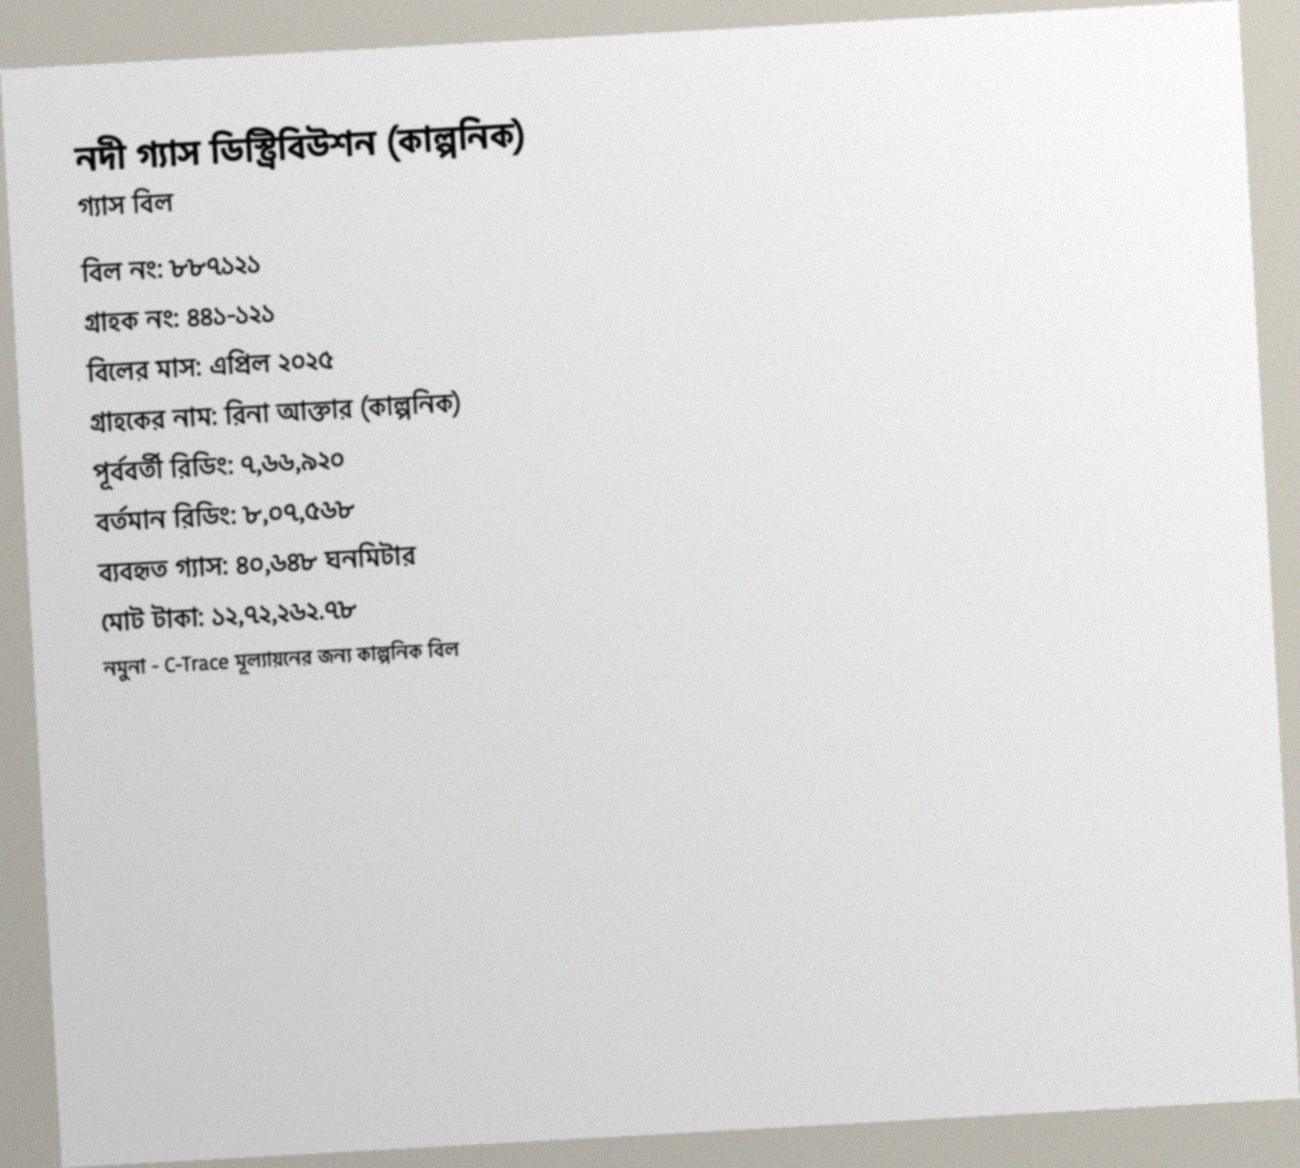 নদী গ্যাস ডিস্ট্রিবিউশন (কাল্পনিক)
গ্যাস বিল
বিল নং: ৮৮৭১২১
গ্রাহক নং: ৪৪১-১২১
বিলের মাস: এপ্রিল ২০২৫
গ্রাহকের নাম: রিনা আক্তার (কাল্পনিক)
পূর্ববর্তী রিডিং: ৭,৬৬,৯২০
বর্তমান রিডিং: ৮,০৭,৫৬৮
ব্যবহৃত গ্যাস: ৪০,৬৪৮ ঘনমিটার
মোট টাকা: ১২,৭২,২৬২.৭৮
নমুনা - C-Trace মূল্যায়নের জন্য কাল্পনিক বিল